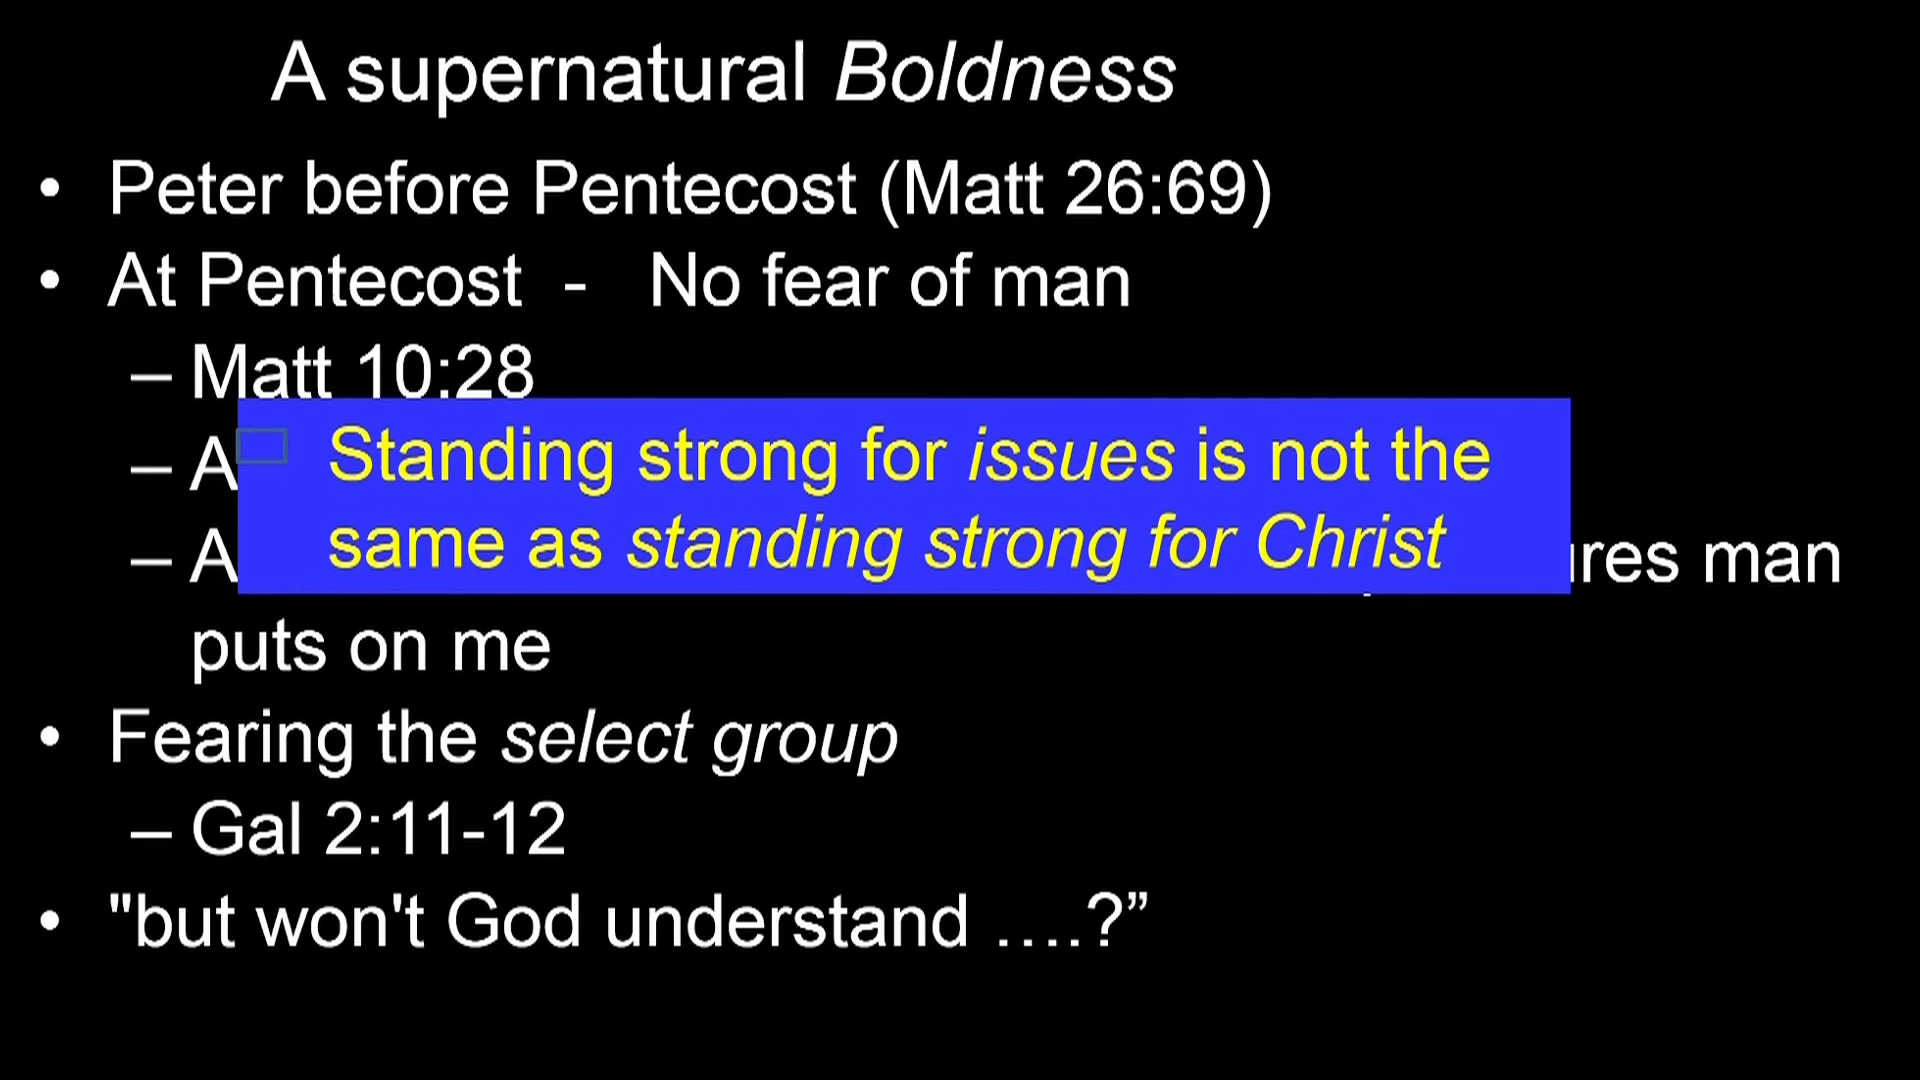 A supernatural Boldness
• Peter before Pentecost (Matt 26:69)
• At Pentecost - No fear of man
– Matt 10:28
– A
Standing strong for issues is not the
same as standing strong for Christ
– A man
puts on me
• Fearing the select group
– Gal 2:11-12
• "but won't God understand ....?”